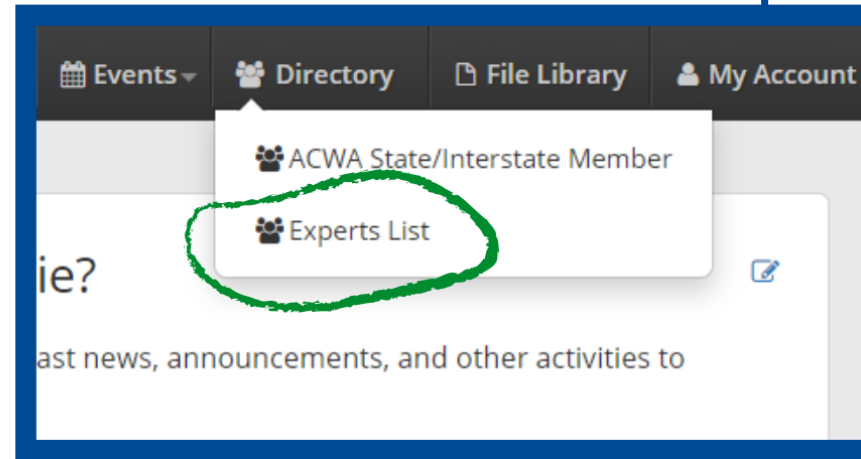 Events Directory File Library My Account
ACWA State/Interstate Member
Experts List
ie?
ast news, announcements, and other activities to